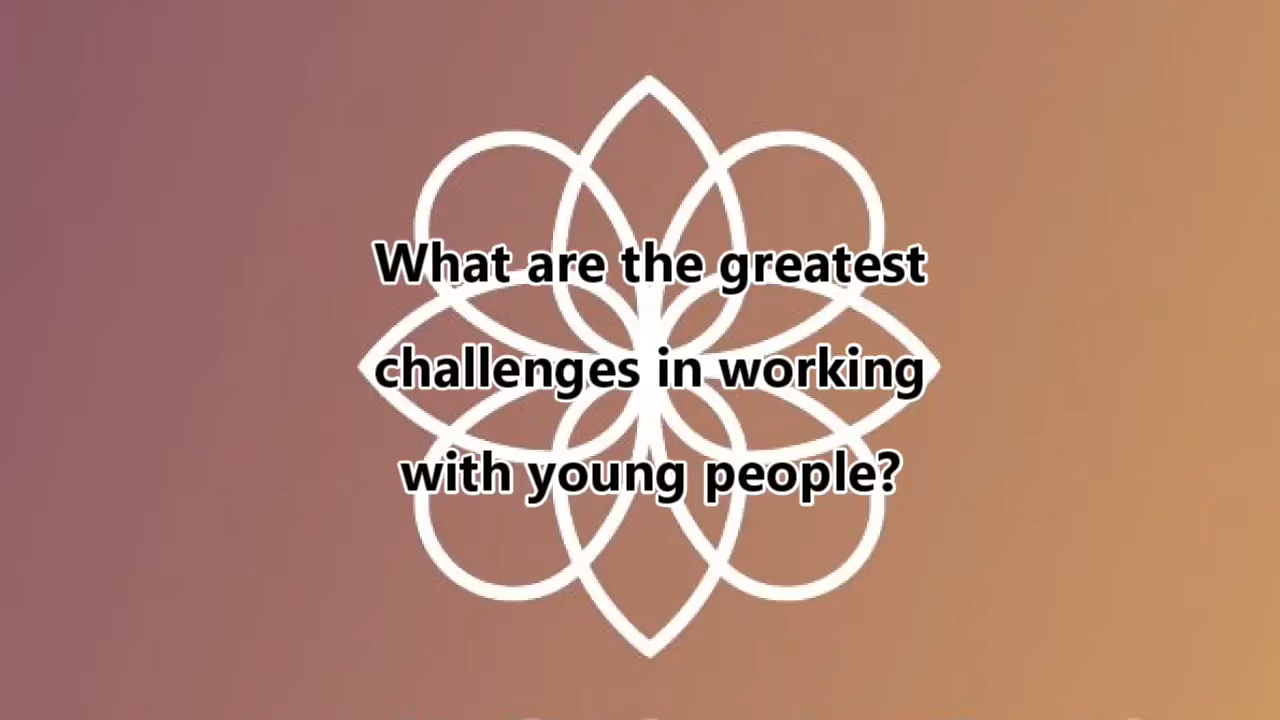 What are the greatest
challenges in working
with young people?